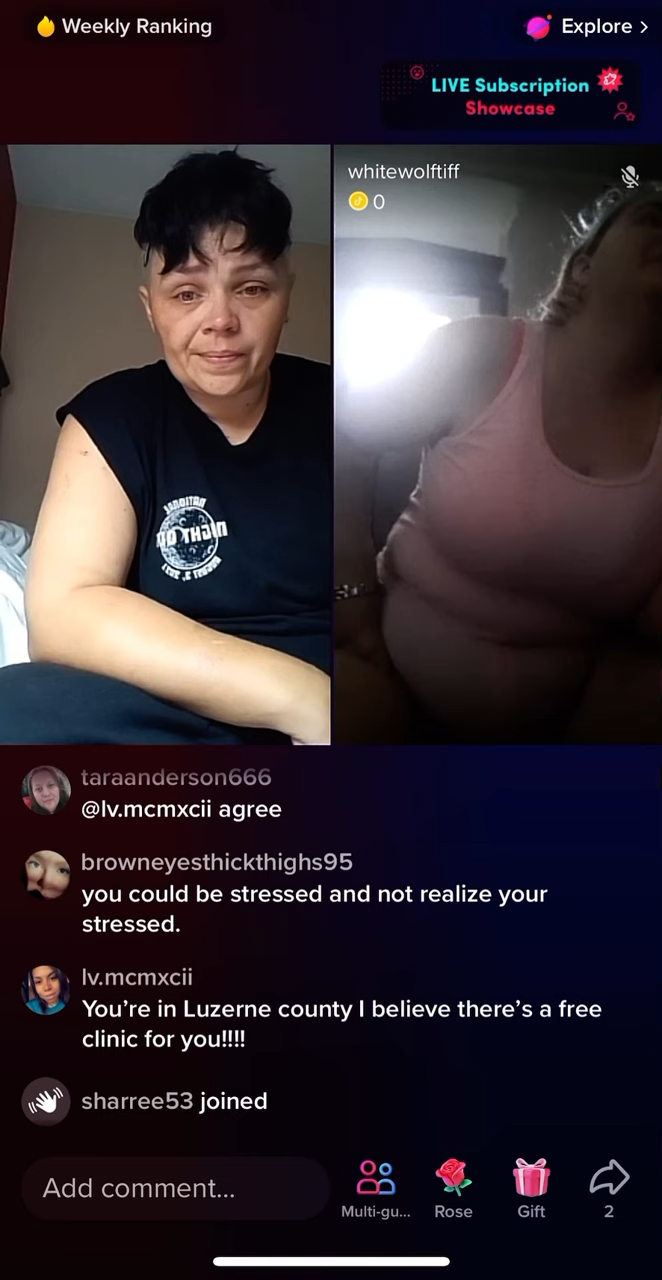 Weekly Ranking
Explore >
LIVE Subscription
Showcase
whitewolftiff
0
taraanderson666
@lv.mcmxcii agree
browneyesthickthighs95
you could be stressed and not realize your
stressed.
lv.mcmxcii
You’re in Luzerne county I believe there’s a free
clinic for you!!!!
sharree53 joined
Add comment...
Multi-gu...
Rose
Gift
2